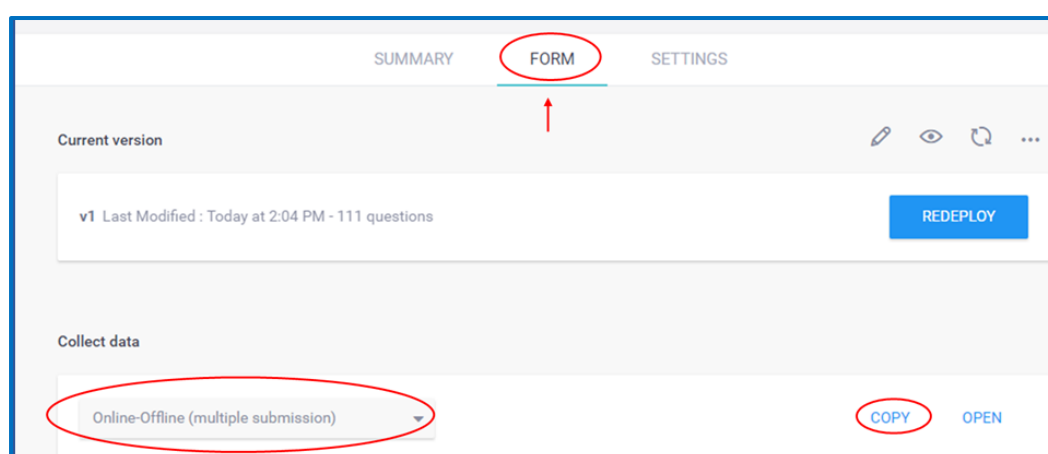 SUMMARY FORM SETTINGS
Current version
v1 Last Modified : Today at 2:04 PM - 111 questions
REDEPLOY
Collect data
Online-Offline (multiple submission)
COPY OPEN